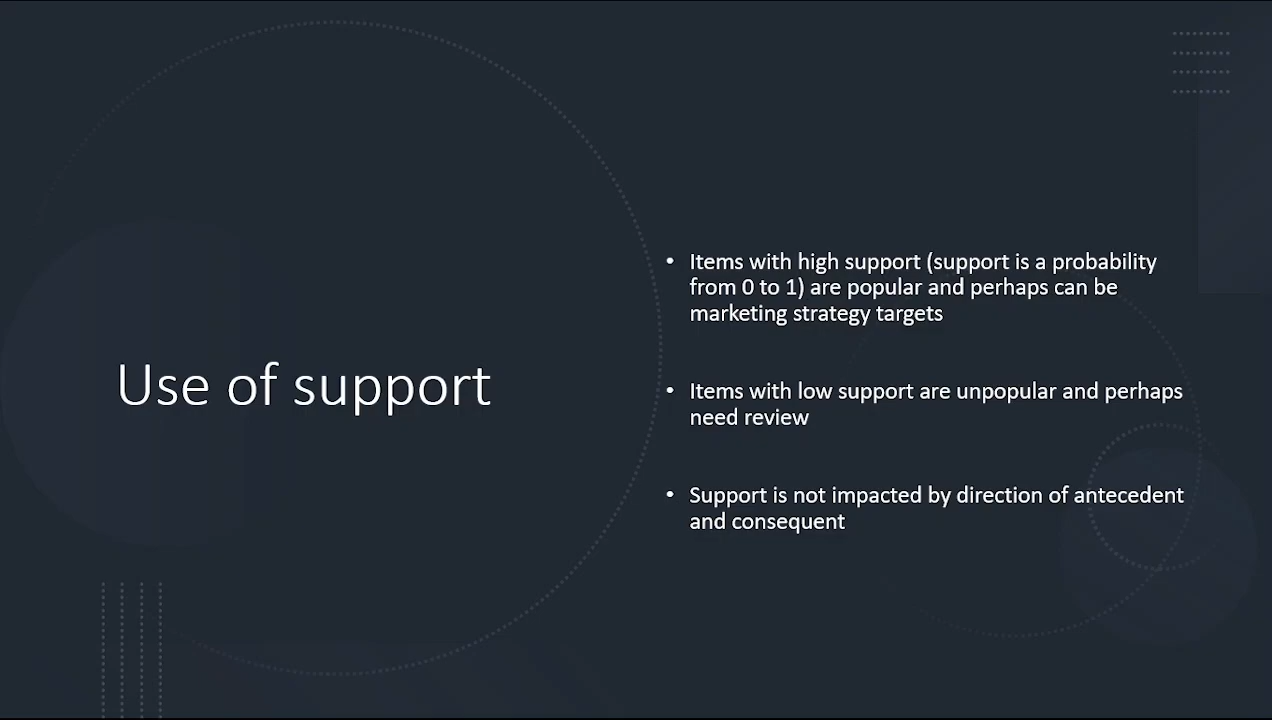 Use of support
• Items with high support (support is a probability
from 0 to 1) are popular and perhaps can be
marketing strategy targets
• Items with low support are unpopular and perhaps
need review
• Support is not impacted by direction of antecedent
and consequent